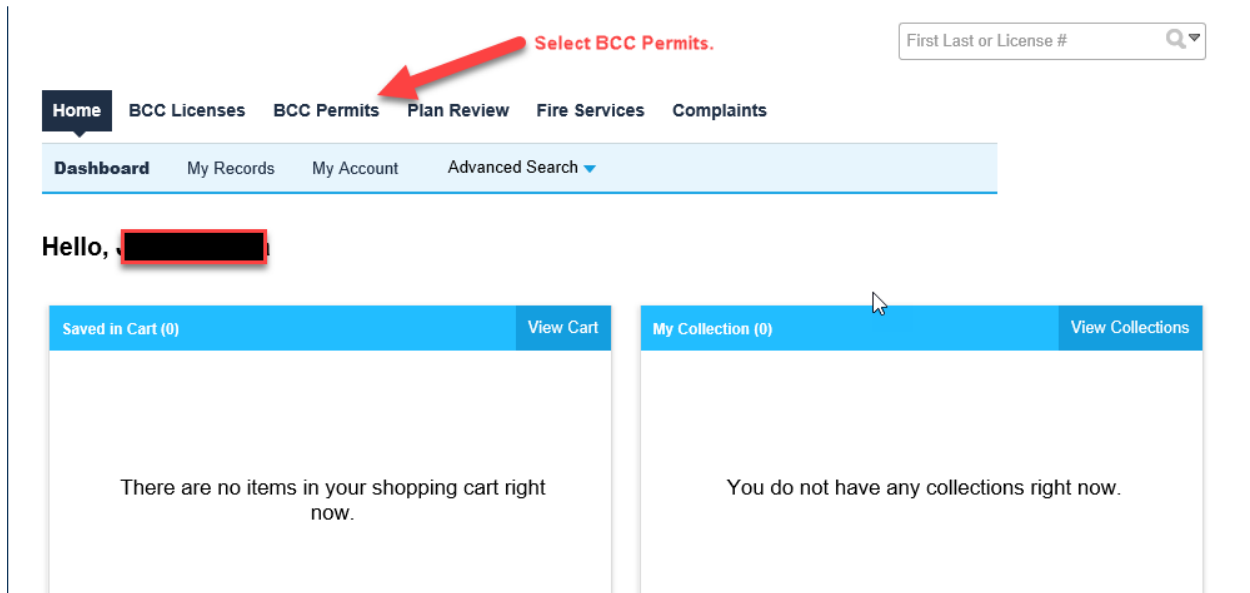 Select BCC Permits.
First Last or License #
Home BCC Licenses BCC Permits Plan Review Fire Services Complaints
Dashboard My Records My Account Advanced Search
Hello,
Saved in Cart (0) View Cart
My Collection (0) View Collections
There are no items in your shopping cart right
now.
You do not have any collections right now.